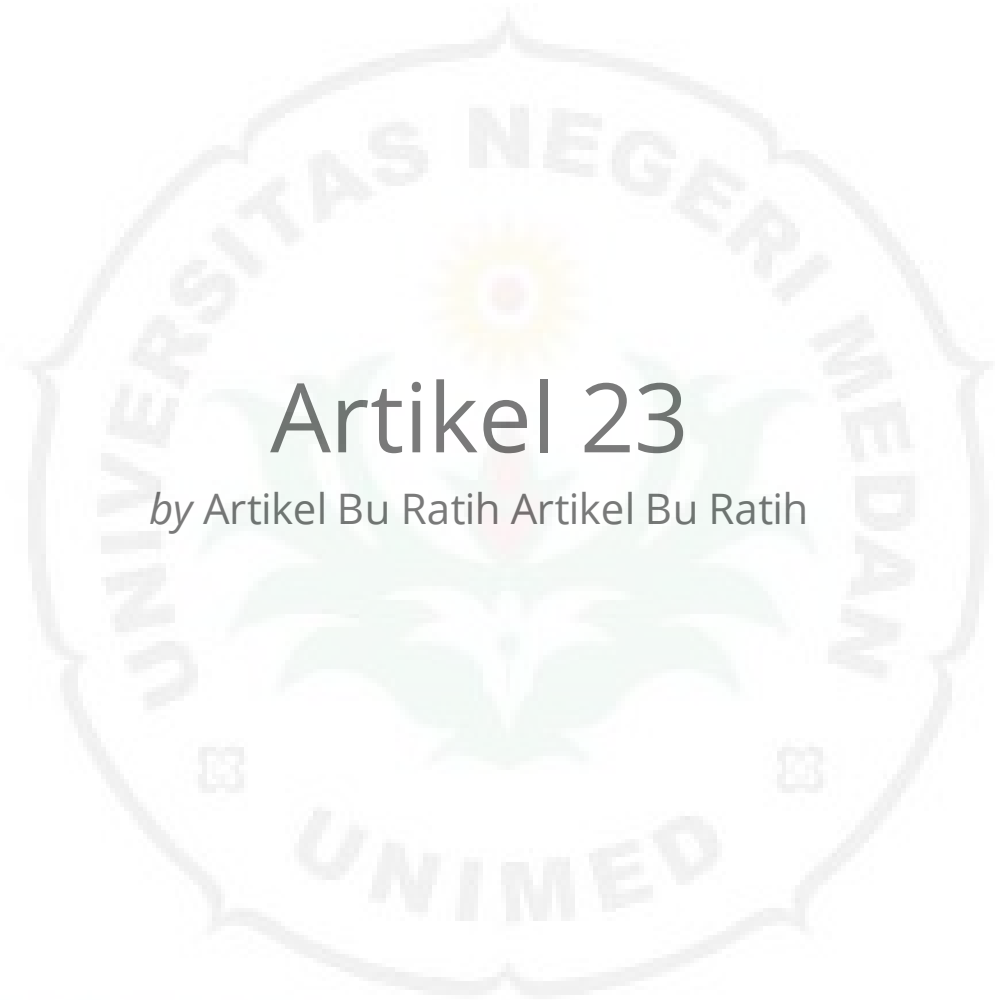 UNIVERSITAS NEGERI MEDAN
Artikel 23
by Artikel Bu Ratih Artikel Bu Ratih
UNIMED